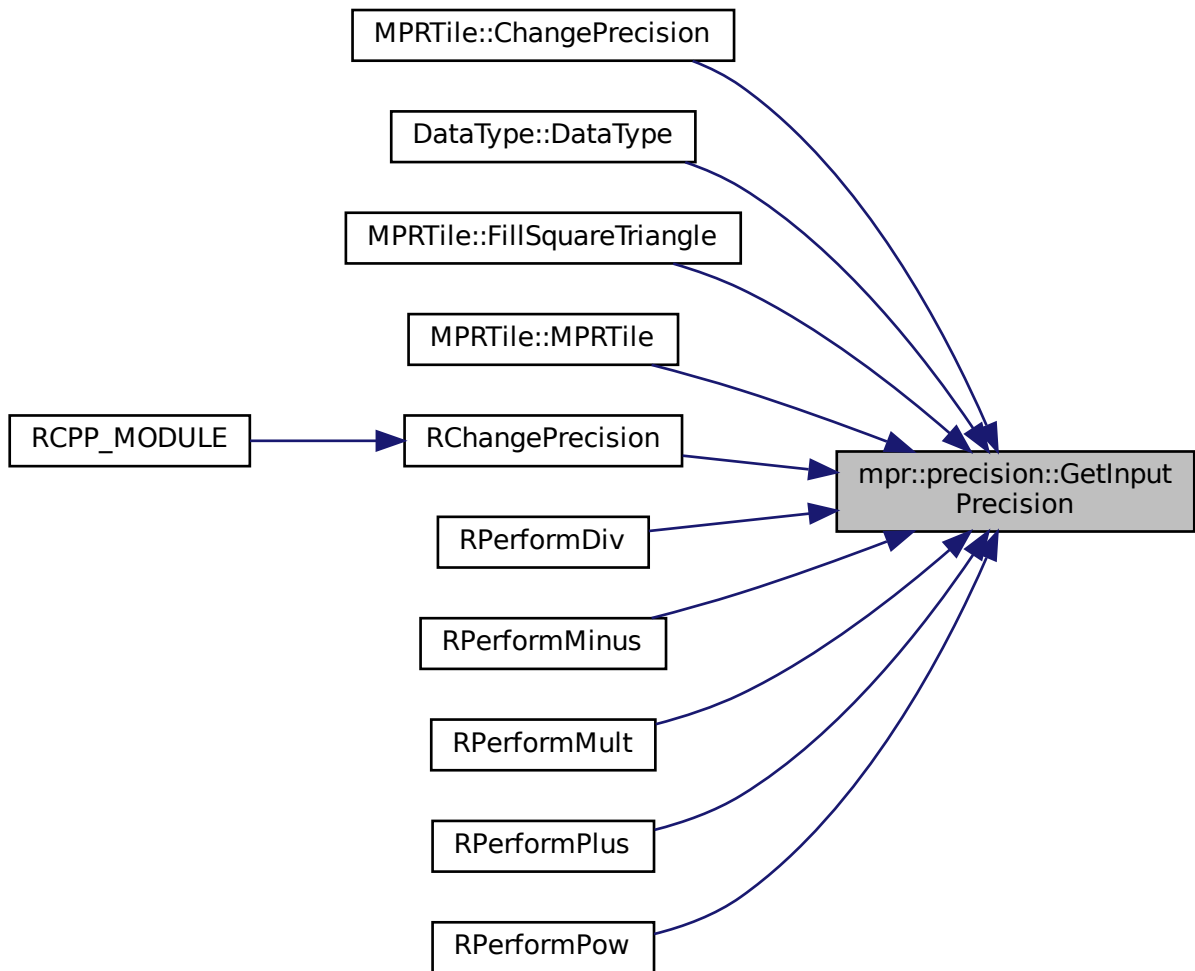 MPRTile::ChangePrecision
DataType::DataType
MPRTile::FillSquareTriangle
MPRTile::MPRTile
RCPP_MODULE
RChangePrecision
mpr::precision::GetInput
Precision
RPerformDiv
RPerformMinus
RPerformMult
RPerformPlus
RPerformPow